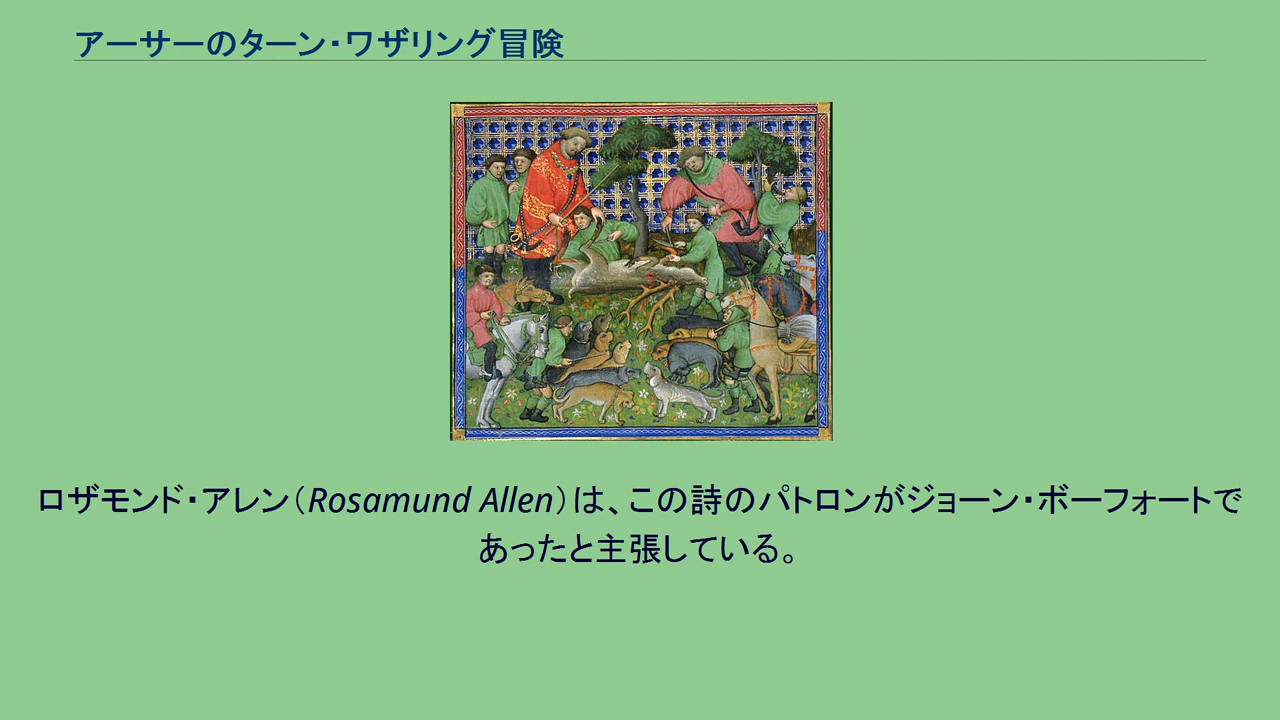 アーサーのターン・ワザリング冒険
ロザモンド・アレン（Rosamund Allen）は、この詩のパトロンがジョーン・ボーフォートで
あったと主張している。